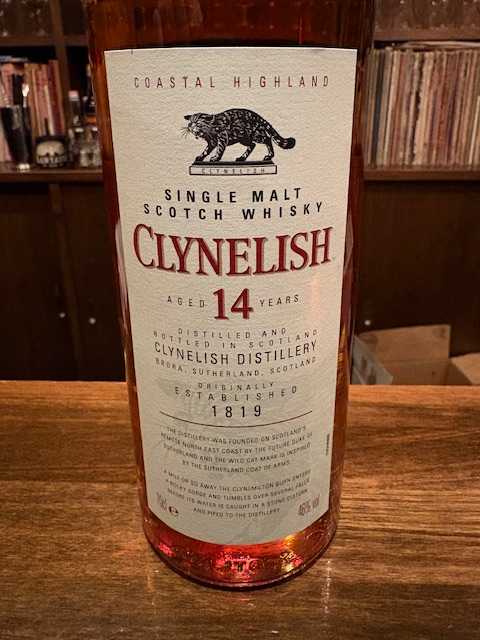 COASTAL HIGHLAND
CLYNELISH
SINGLE MALT
SCOTCH WHISKY
CLYNELISH
AGED 14 YEARS
DISTILLED AND
BOTTLED IN SCOTLAND
CLYNELISH DISTILLERY
BRORA, SUTHERLAND, SCOTLAND
ORIGINALLY
ESTABLISHED
1819
THE DISTILLERY WAS FOUNDED ON SCOTLAND'S
REMOTE NORTH EAST COAST BY THE FUTURE DUKE OF
SUTHERLAND AND THE WILD CAT MARK IS INSPIRED
BY THE SUTHERLAND COAT OF ARMS.
A MILE OR SO AWAY THE CLYNEMILTON BURN ENTERS
A ROCKY GORGE AND TUMBLES OVER SEVERAL FALLS
BEFORE ITS WATER IS CAUGHT IN A STONE CISTERN
AND PIPED TO THE DISTILLERY.
70cl e
46% vol